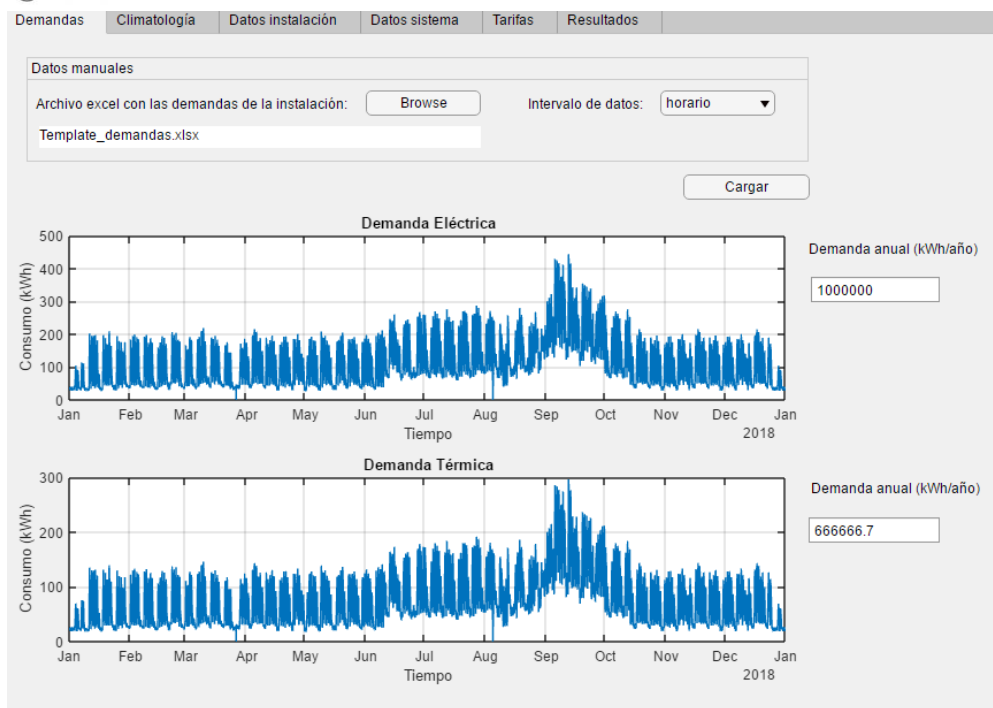 Demandas Climatología Datos instalación Datos sistema Tarifas Resultados
Datos manuales
Archivo excel con las demandas de la instalación: Browse Intervalo de datos: horario
Template_demandas.xlsx
Cargar
Demanda Eléctrica
Demanda anual (kWh/año)
1000000
Consumo (kWh)
500
400
300
200
100
0
Jan Feb Mar Apr May Jun Jul Aug Sep Oct Nov Dec Jan
Tiempo 2018
Demanda Térmica
Demanda anual (kWh/año)
666666.7
Consumo (kWh)
300
200
100
0
Jan Feb Mar Apr May Jun Jul Aug Sep Oct Nov Dec Jan
Tiempo 2018